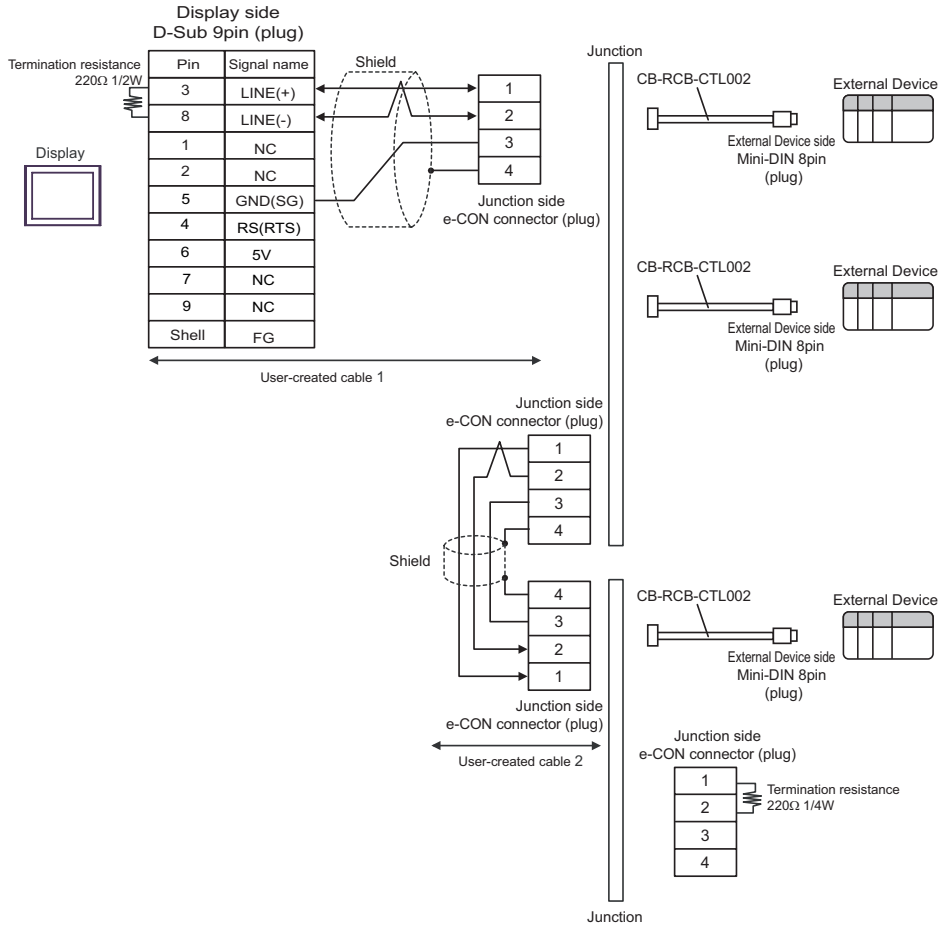 Display side
D-Sub 9pin (plug)
Termination resistance
220Ω 1/2W
Pin Signal name
3 LINE(+)
8 LINE(-)
1 NC
2 NC
5 GND(SG)
4 RS(RTS)
6 5V
7 NC
9 NC
Shell FG
Display
Shield
1
2
3
4
Junction side
e-CON connector (plug)
User-created cable 1
Junction
CB-RCB-CTL002
External Device
External Device side
Mini-DIN 8pin
(plug)
CB-RCB-CTL002
External Device
External Device side
Mini-DIN 8pin
(plug)
Junction side
e-CON connector (plug)
1
2
3
4
Shield
4
3
2
1
Junction side
e-CON connector (plug)
User-created cable 2
CB-RCB-CTL002
External Device
External Device side
Mini-DIN 8pin
(plug)
Junction side
e-CON connector (plug)
1
2
3
4
Termination resistance
220Ω 1/4W
Junction